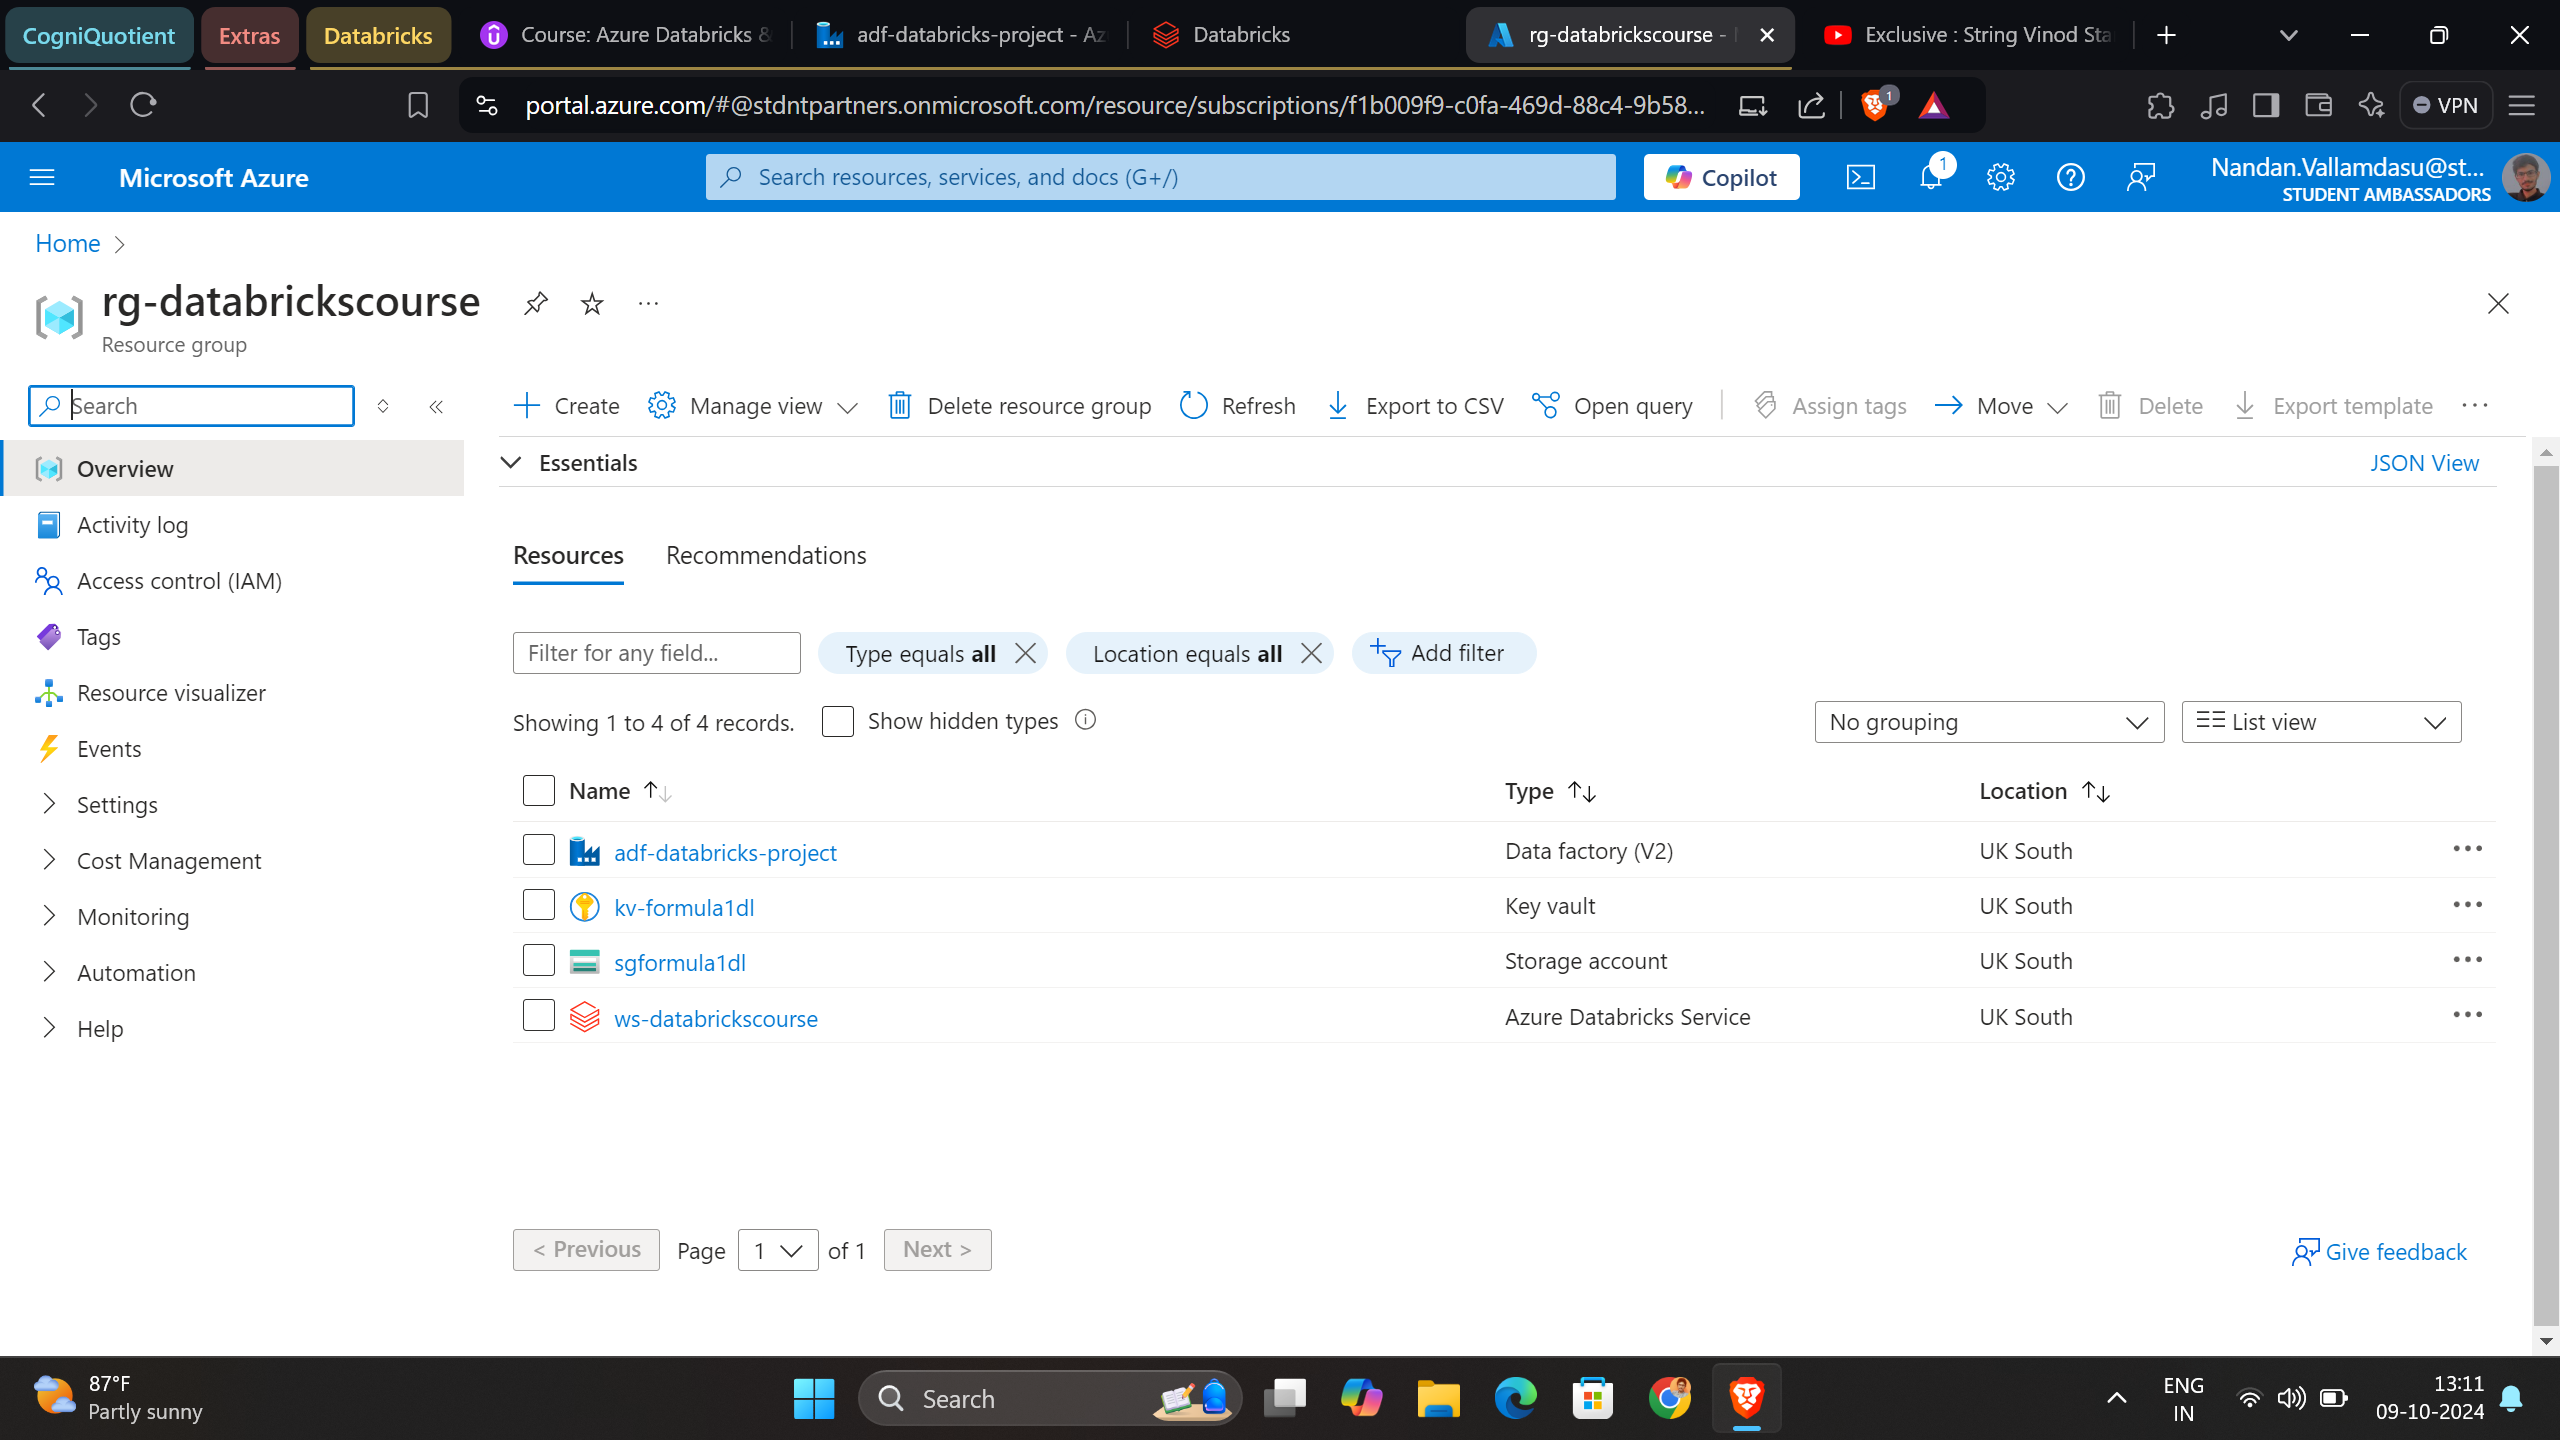 CogniQuotient
Extras
Databricks
Course: Azure Databricks &
adf-databricks-project - Az
Databricks
rg-databrickscourse -
Exclusive : String Vinod Sta
portal.azure.com/#@stdntpartners.onmicrosoft.com/resource/subscriptions/f1b009f9-c0fa-469d-88c4-9b58...
1
VPN
Microsoft Azure
Search resources, services, and docs (G+/)
Copilot
1
Nandan.Vallamdasu@st...
STUDENT AMBASSADORS
Home
rg-databrickscourse
Resource group
Search
Create
Manage view
Delete resource group
Refresh
Export to CSV
Open query
Assign tags
Move
Delete
Export template
Overview
Activity log
Access control (IAM)
Tags
Resource visualizer
Events
Settings
Cost Management
Monitoring
Automation
Help
Essentials
JSON View
Resources
Recommendations
Filter for any field...
Type equals all
Location equals all
Add filter
Showing 1 to 4 of 4 records.
Show hidden types
No grouping
List view
Name
Type
Location
adf-databricks-project
Data factory (V2)
UK South
kv-formula1dl
Key vault
UK South
sgformula1dl
Storage account
UK South
ws-databrickscourse
Azure Databricks Service
UK South
< Previous
Page
1
of 1
Next >
Give feedback
87°F
Partly sunny
Search
ENG
IN
13:11
09-10-2024